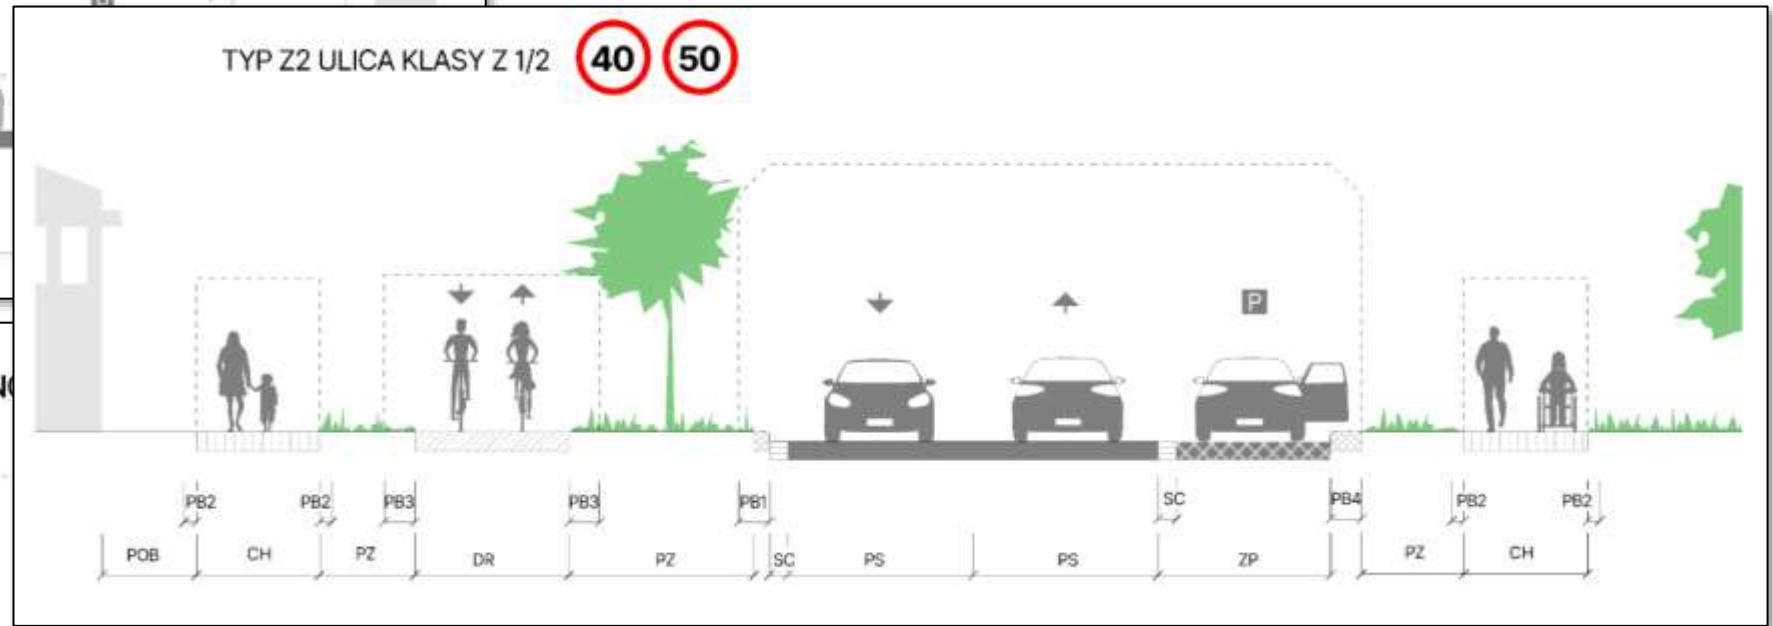 TYP Z2 ULICA KLASY Z 1/2 40 50
P
PB2 PB2 PB3 PB3 PB1 SC PB4 PB2 PB2
POB CH PZ DR PZ SC PS PS ZP PZ CH